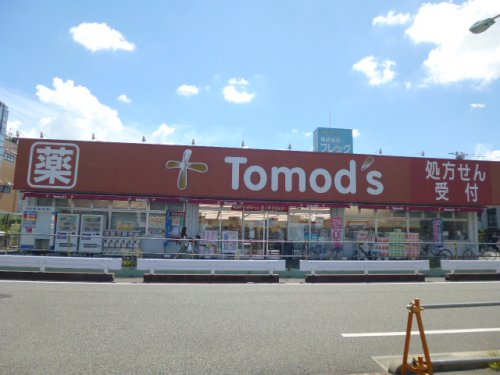 株式会社
フレック
薬
Tomod's
処方せん
受付